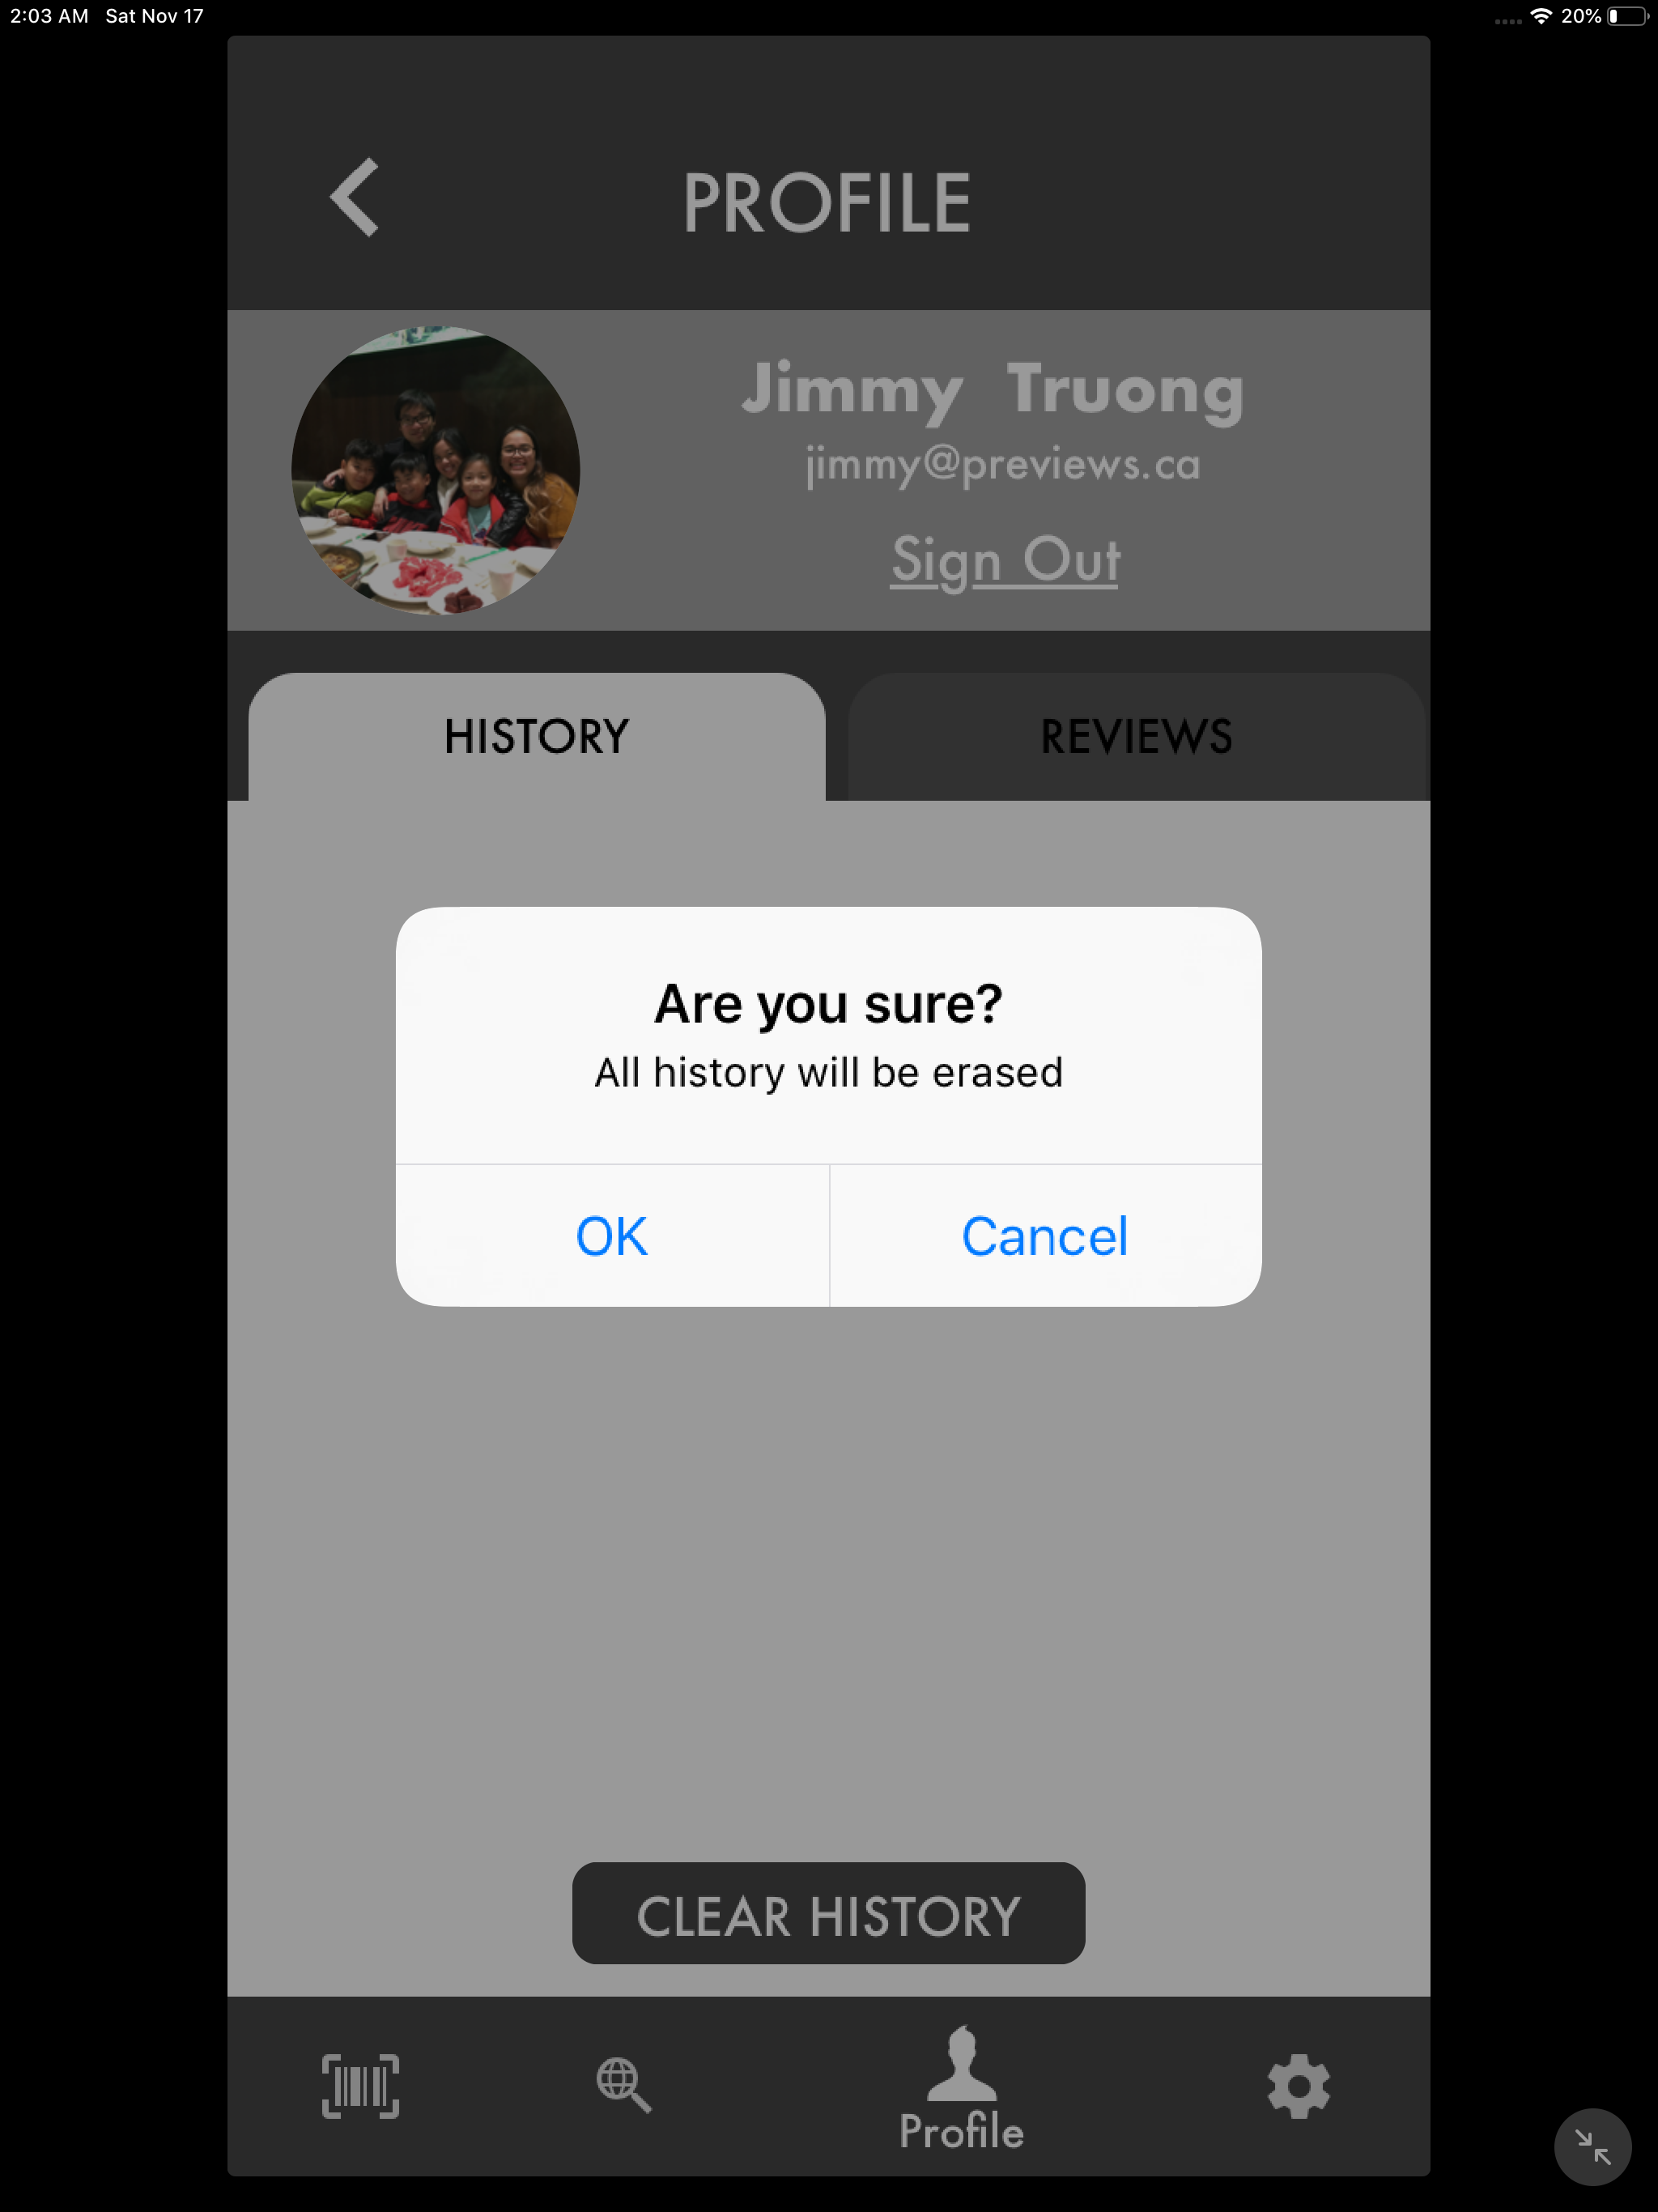 2:03 AM Sat Nov 17 20%
PROFILE
Jimmy Truong
jimmy@previews.ca
Sign Out
HISTORY REVIEWS
Are you sure?
All history will be erased
OK Cancel
CLEAR HISTORY
Profile